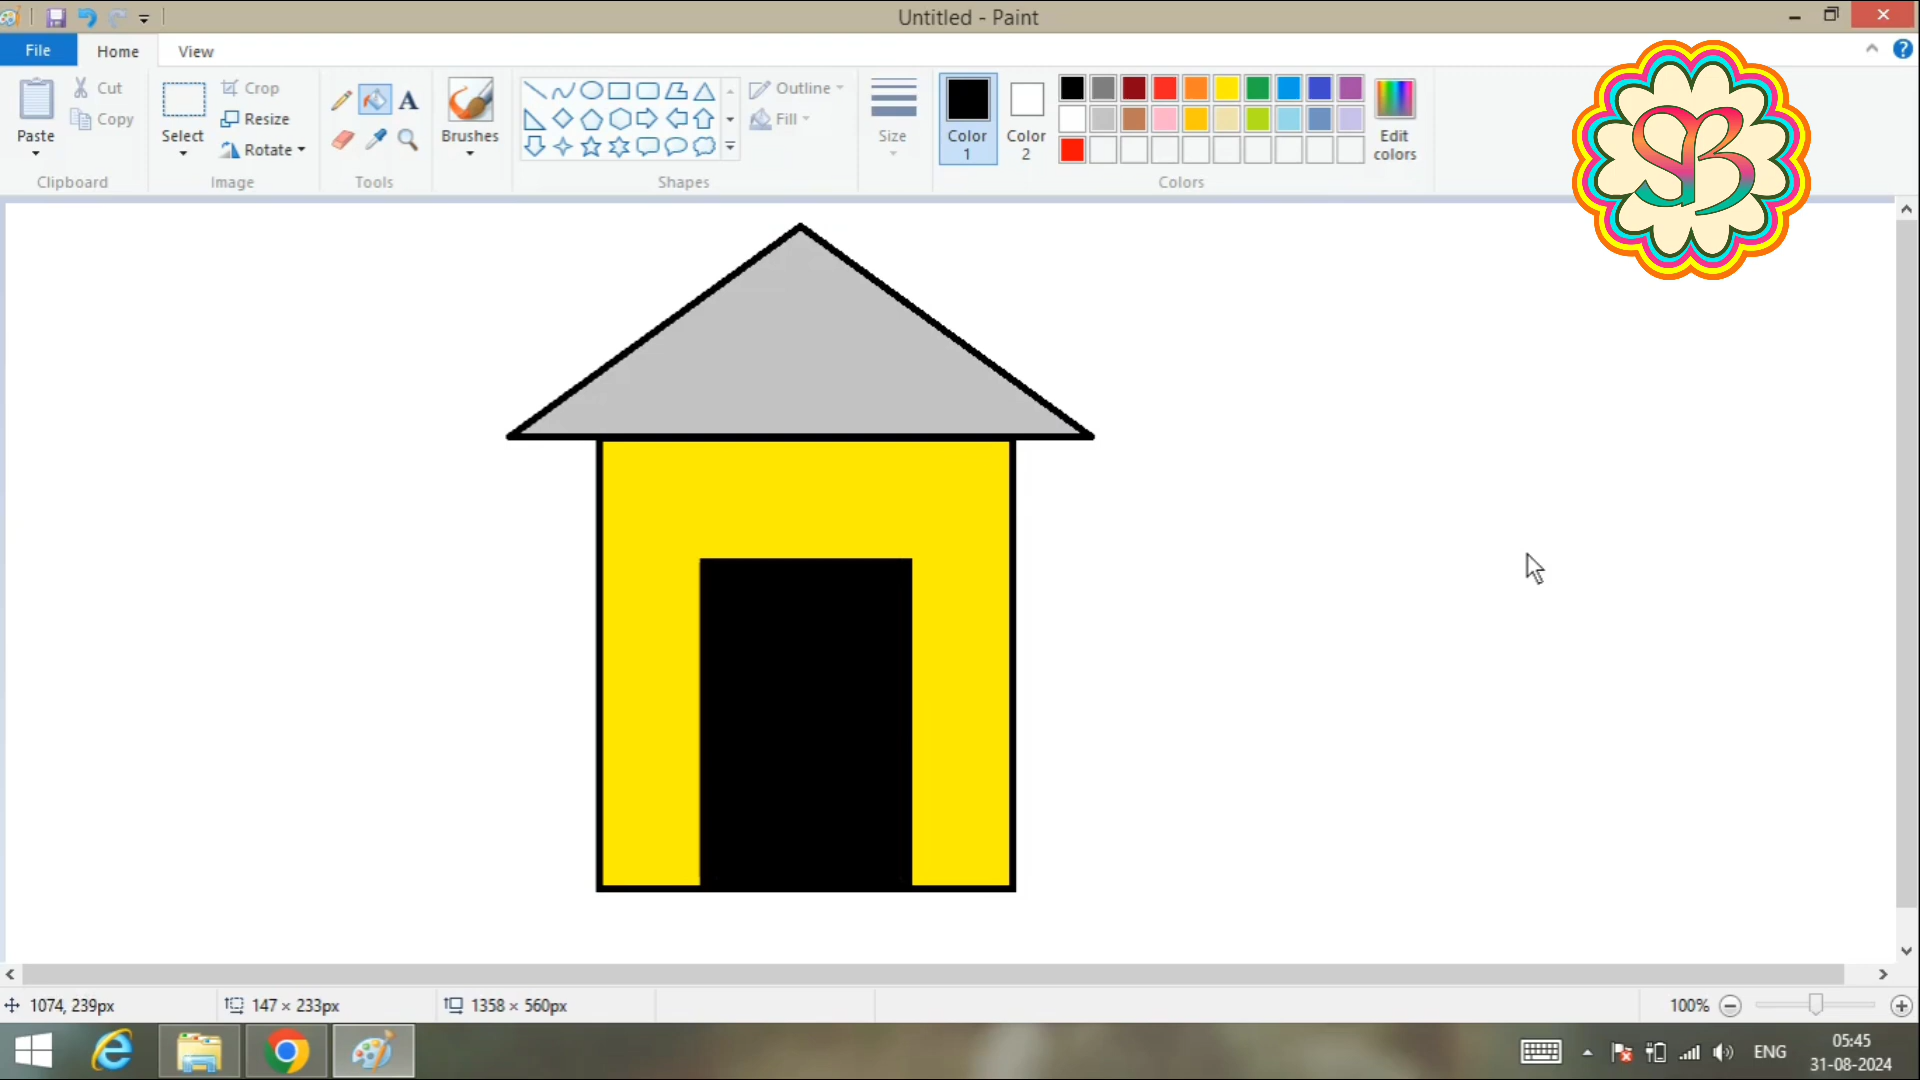 Untitled - Paint
File
Home
View
Paste
Cut
Copy
Clipboard
Select
Crop
Resize
Rotate
Image
A
Tools
Brushes
Shapes
Outline
Fill
Size
Color
1
Color
2
Edit
colors
Colors
SB
1074, 239px
147 × 233px
1358 × 560px
100%
ENG
05:45
31-08-2024